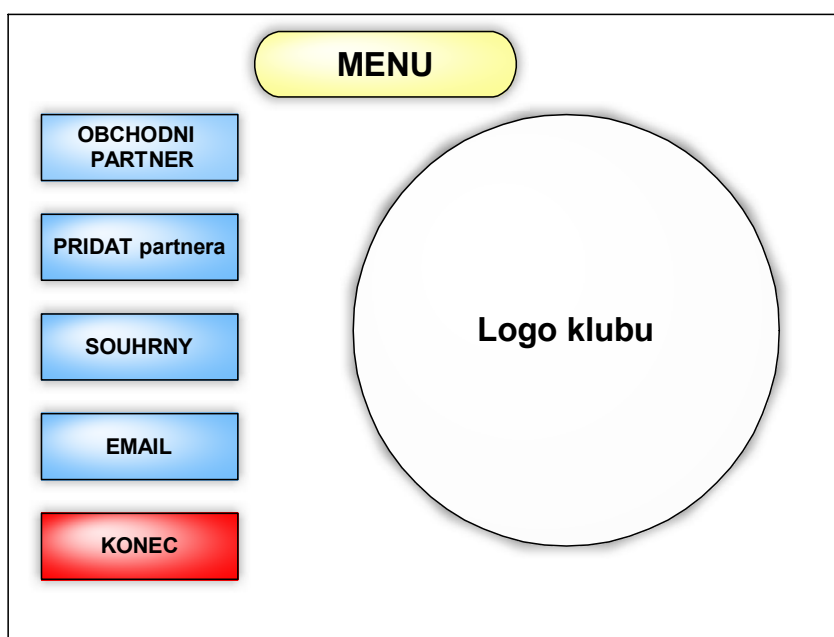 MENU
OBCHODNI
PARTNER
PRIDAT partnera
SOUHRNY
EMAIL
KONEC
Logo klubu